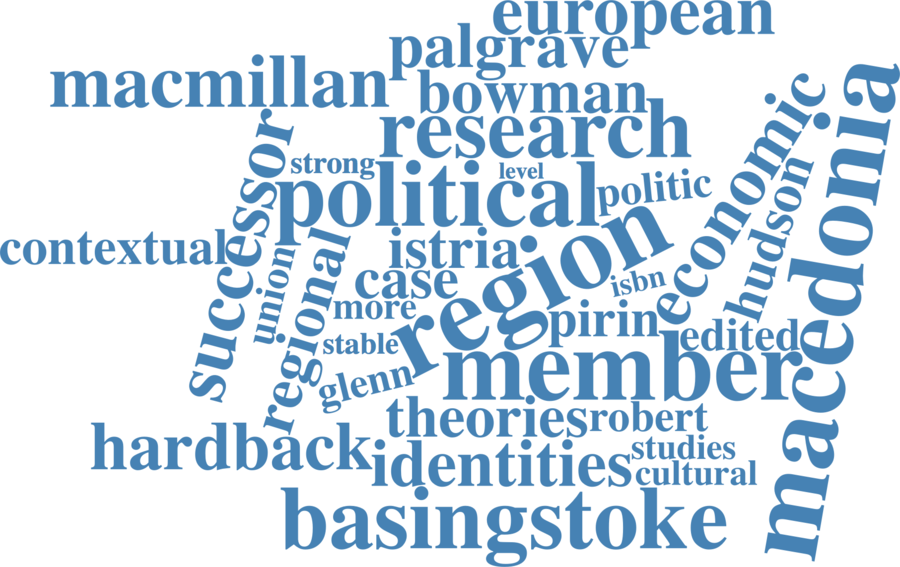 european
palgrave
macmillan
bowman
research
strong
level
political
politic
economic
macedonia
successor
contextual
istria
region
hudson
union
regional
case
isbn
more
pirin
stable
edited
member
glenn
theories
robert
hardback
identities
studies
cultural
basingstoke